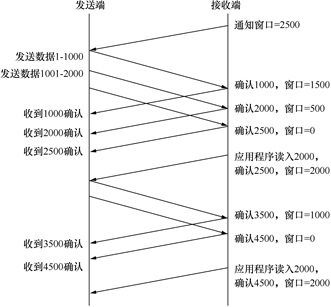 发送端 接收端
通知窗口=2500
发送数据1-1000
发送数据1001-2000
确认1000，窗口=1500
确认2000，窗口=500
收到1000确认
确认2500，窗口=0
收到2000确认
收到2500确认
应用程序读入2000，
确认2500，窗口=2000
确认3500，窗口=1000
确认4500，窗口=0
收到3500确认
收到4500确认
应用程序读入2000，
确认4500，窗口=2000